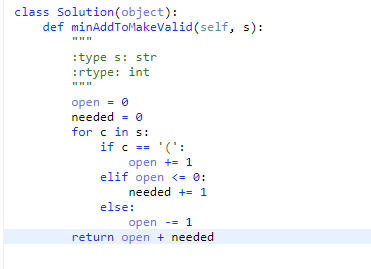 class Solution(object):
    def minAddToMakeValid(self, s):
        """
        :type s: str
        :rtype: int
        """
        open = 0
        needed = 0
        for c in s:
            if c == '(':
                open += 1
            elif open <= 0:
                needed += 1
            else:
                open -= 1
        return open + needed